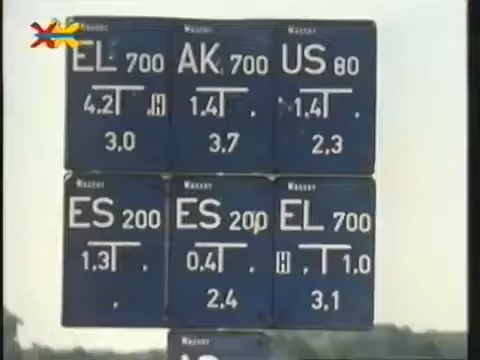 Wasser
EL 700
4.2 H
3,0
Wasser
AK 700
1.4
3,7
Wasser
US 80
1.4
2,3
Wasser
ES 200
1.3
Wasser
ES 200
0.4
2,4
Wasser
EL 700
H 1.0
3,1
Wasser